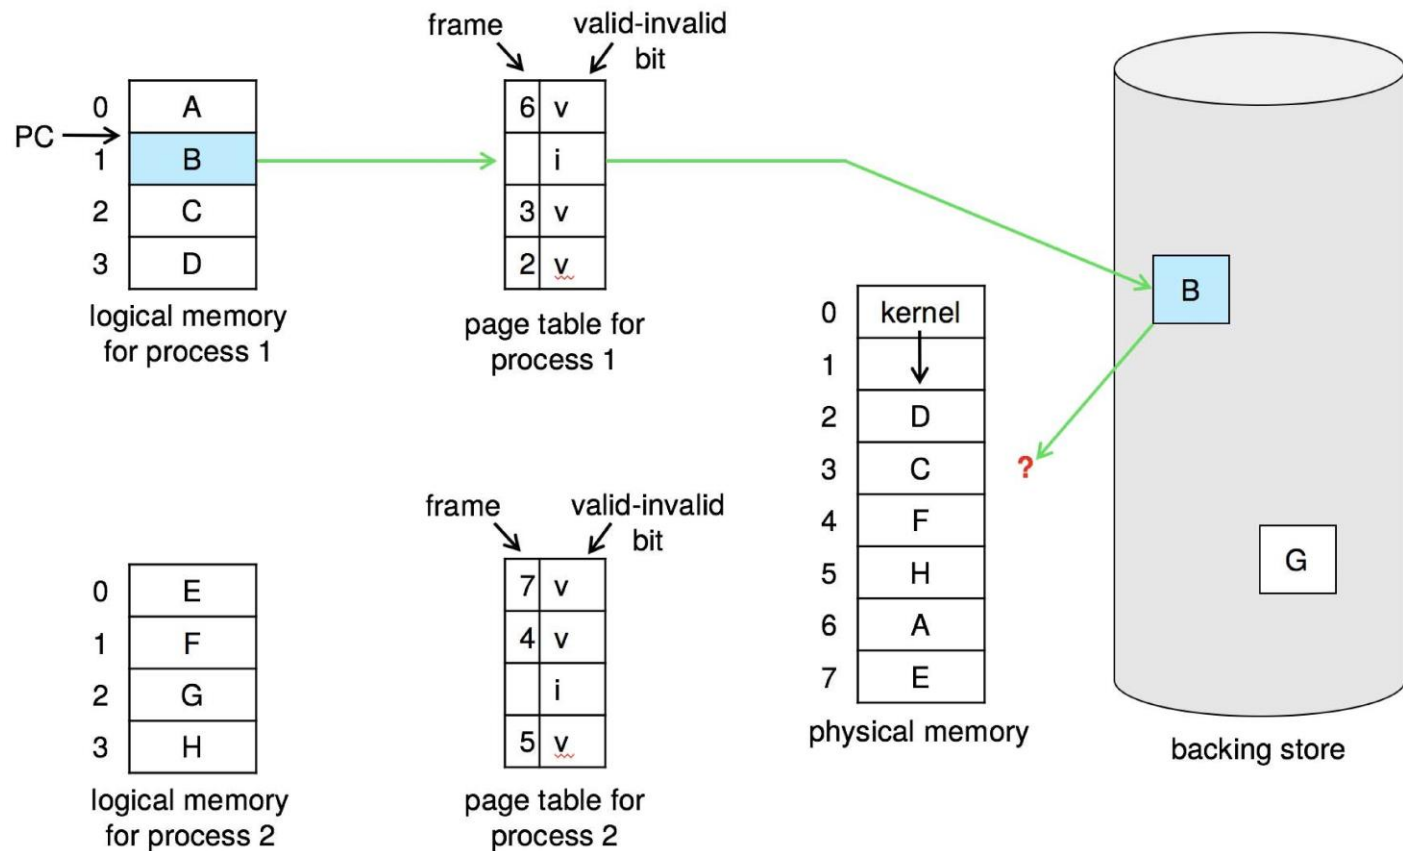 frame
valid-invalid
bit
0 A
PC
1 B
2 C
3 D
logical memory
for process 1
6 v
i
3 v
2 v
page table for
process 1
0 kernel
1
2 D
3 C
4 F
5 H
6 A
7 E
physical memory
B
?
G
backing store
0 E
1 F
2 G
3 H
logical memory
for process 2
frame
valid-invalid
bit
7 v
4 v
i
5 v
page table for
process 2